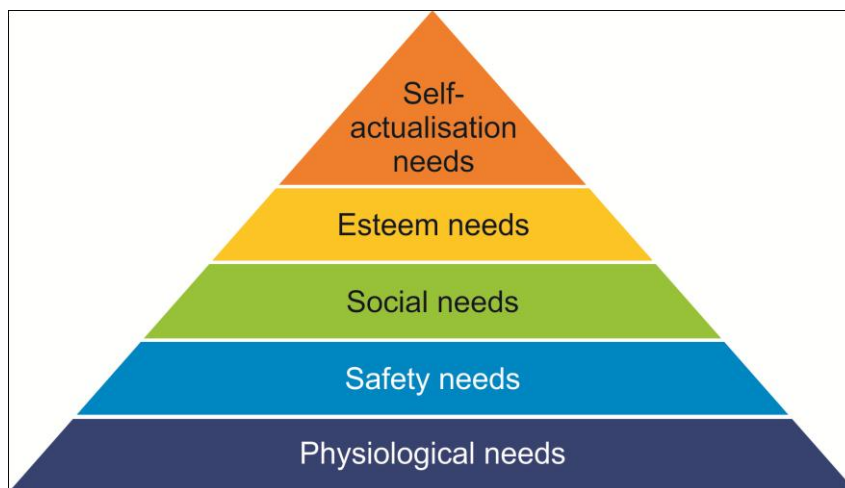 Self-
actualisation
needs
Esteem needs
Social needs
Safety needs
Physiological needs